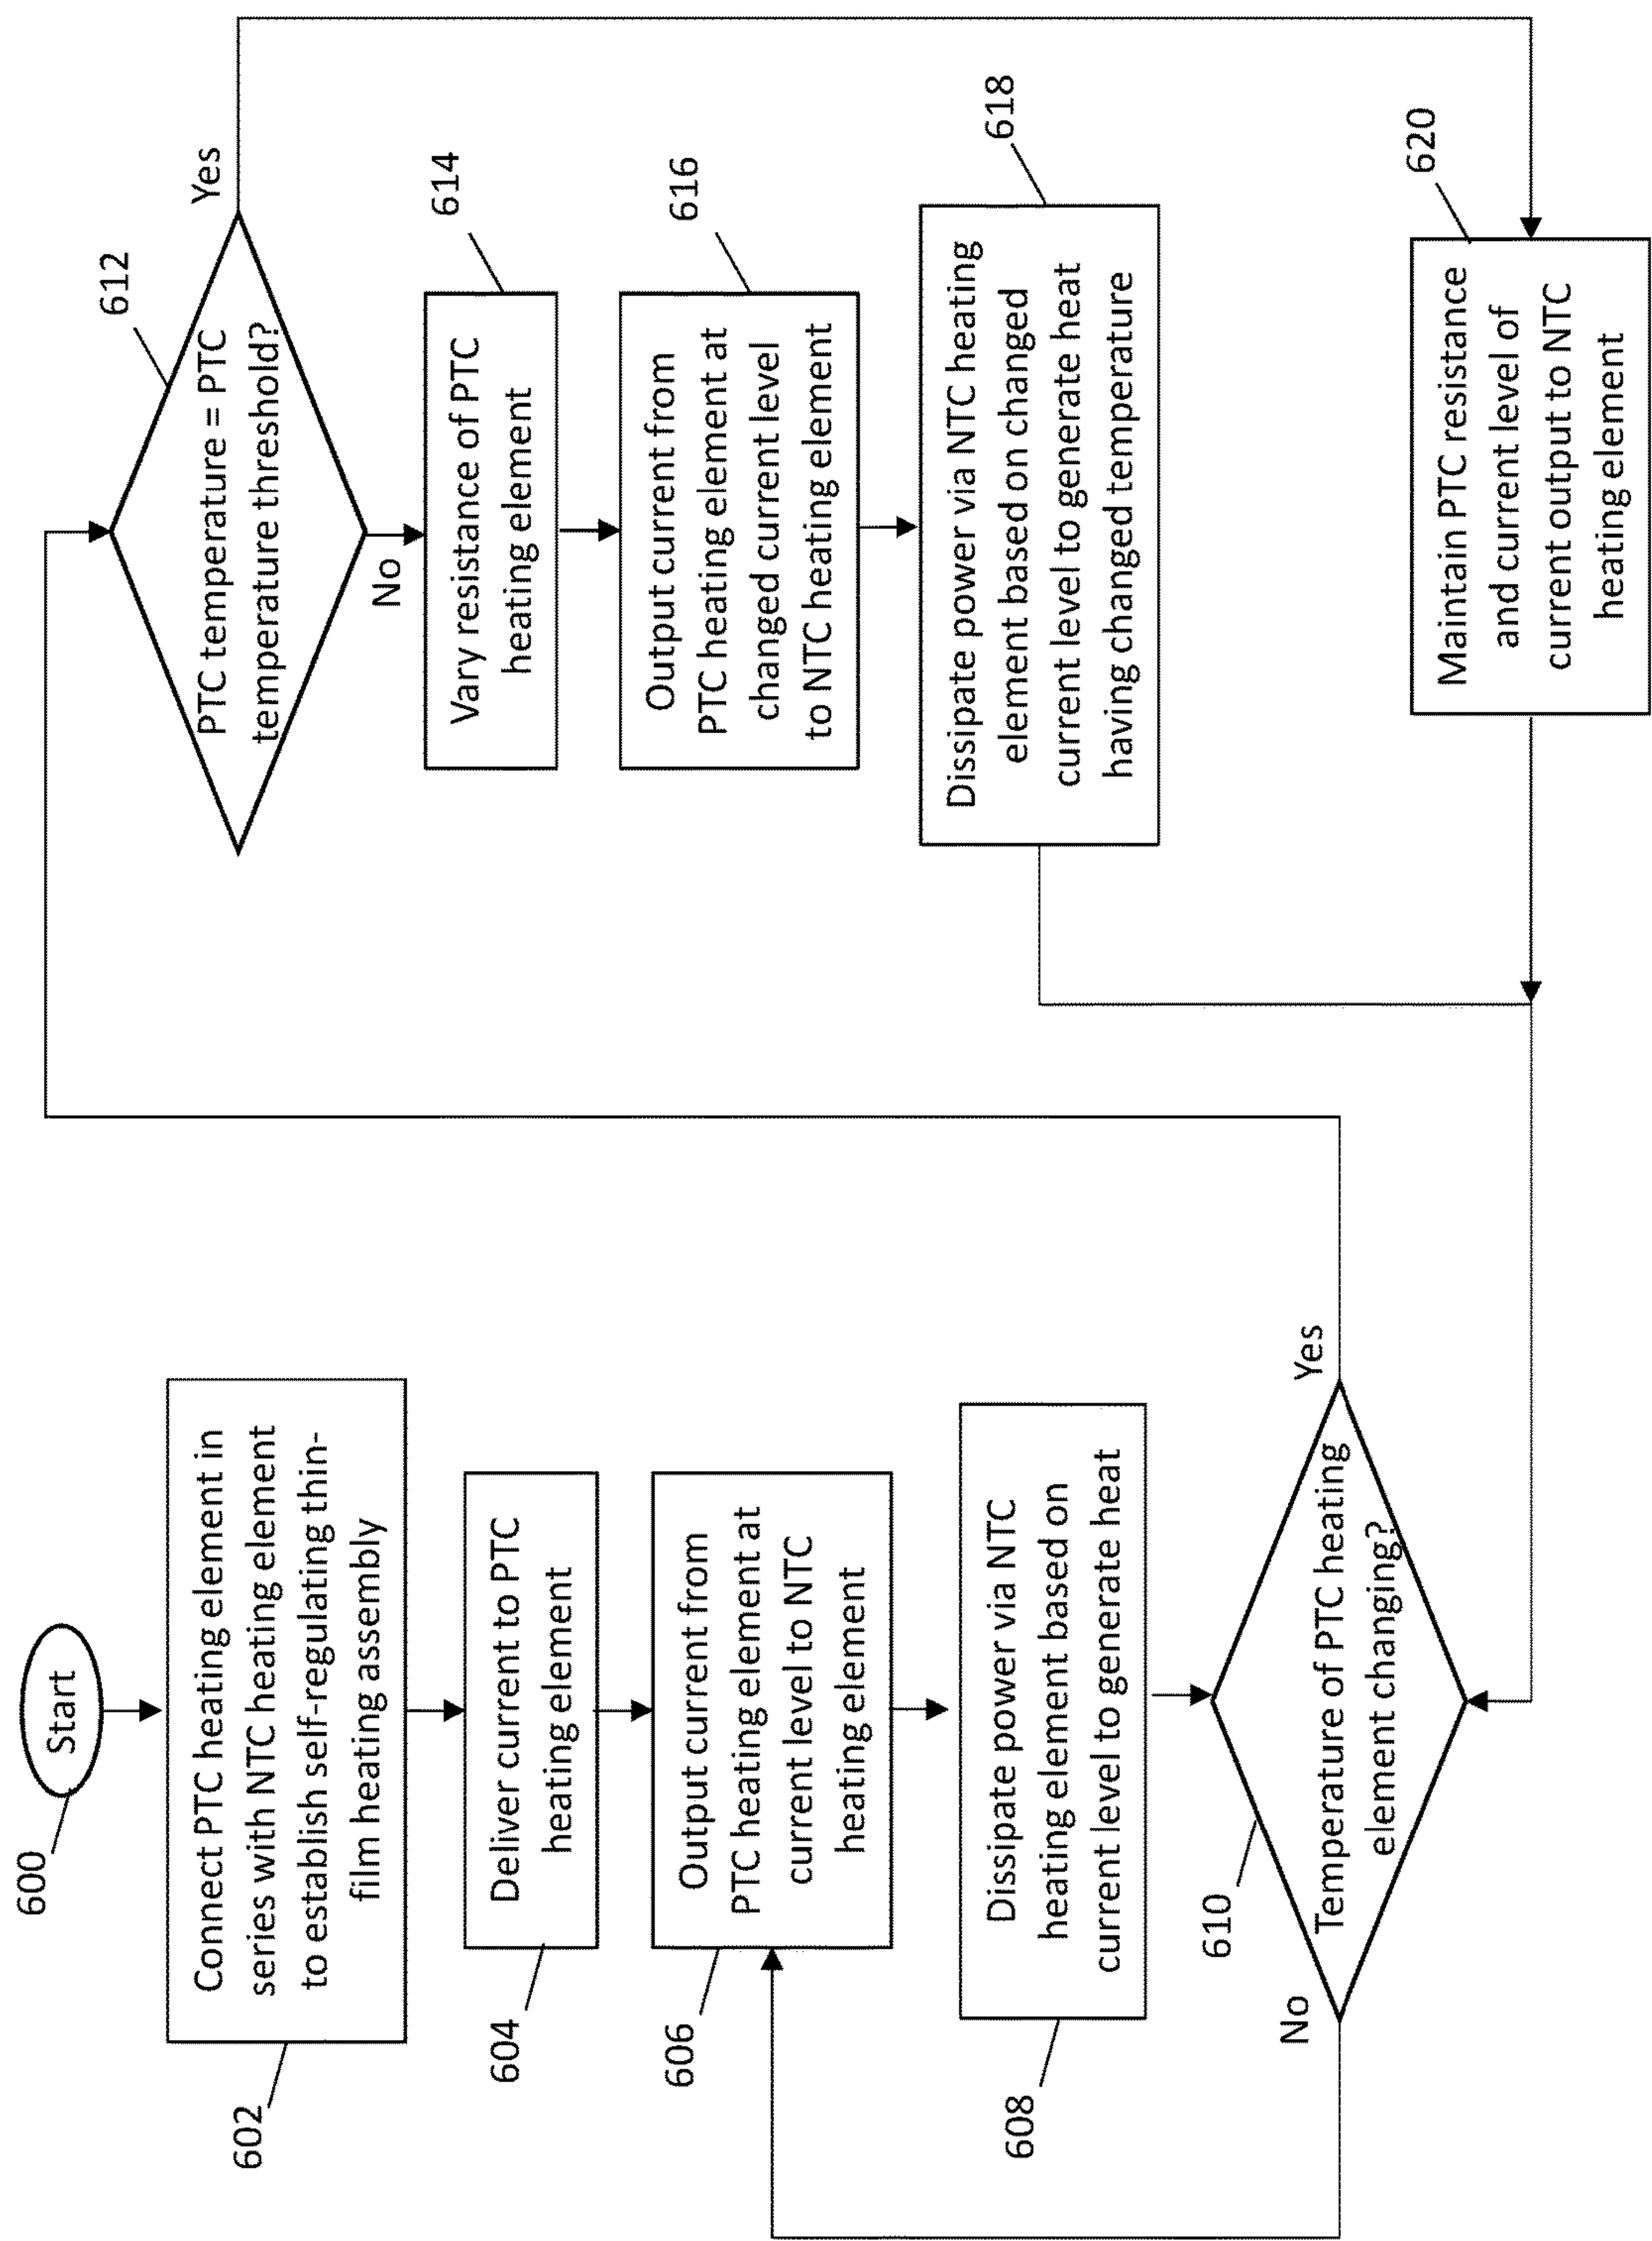 600
Start
602
Connect PTC heating element in
series with NTC heating element
to establish self-regulating thin-
film heating assembly
604
Deliver current to PTC
heating element
606
Output current from
PTC heating element at
current level to NTC
heating element
608
Dissipate power via NTC
heating element based on
current level to generate heat
610
Temperature of PTC heating
element changing?
No
Yes
612
PTC temperature = PTC
temperature threshold?
Yes
No
614
Vary resistance of PTC
heating element
616
Output current from
PTC heating element at
changed current level
to NTC heating element
618
Dissipate power via NTC heating
element based on changed
current level to generate heat
having changed temperature
620
Maintain PTC resistance
and current level of
current output to NTC
heating element